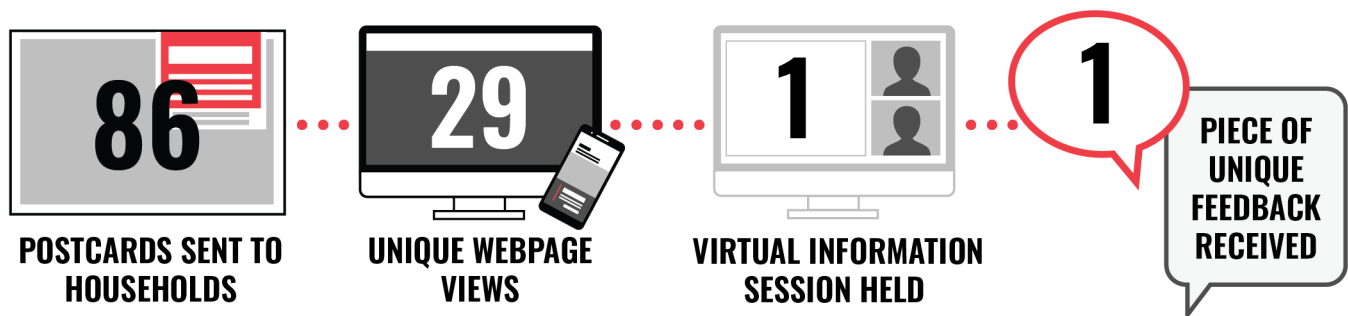 86
POSTCARDS SENT TO
HOUSEHOLDS
29
UNIQUE WEBPAGE
VIEWS
1
VIRTUAL INFORMATION
SESSION HELD
1
PIECE OF
UNIQUE
FEEDBACK
RECEIVED